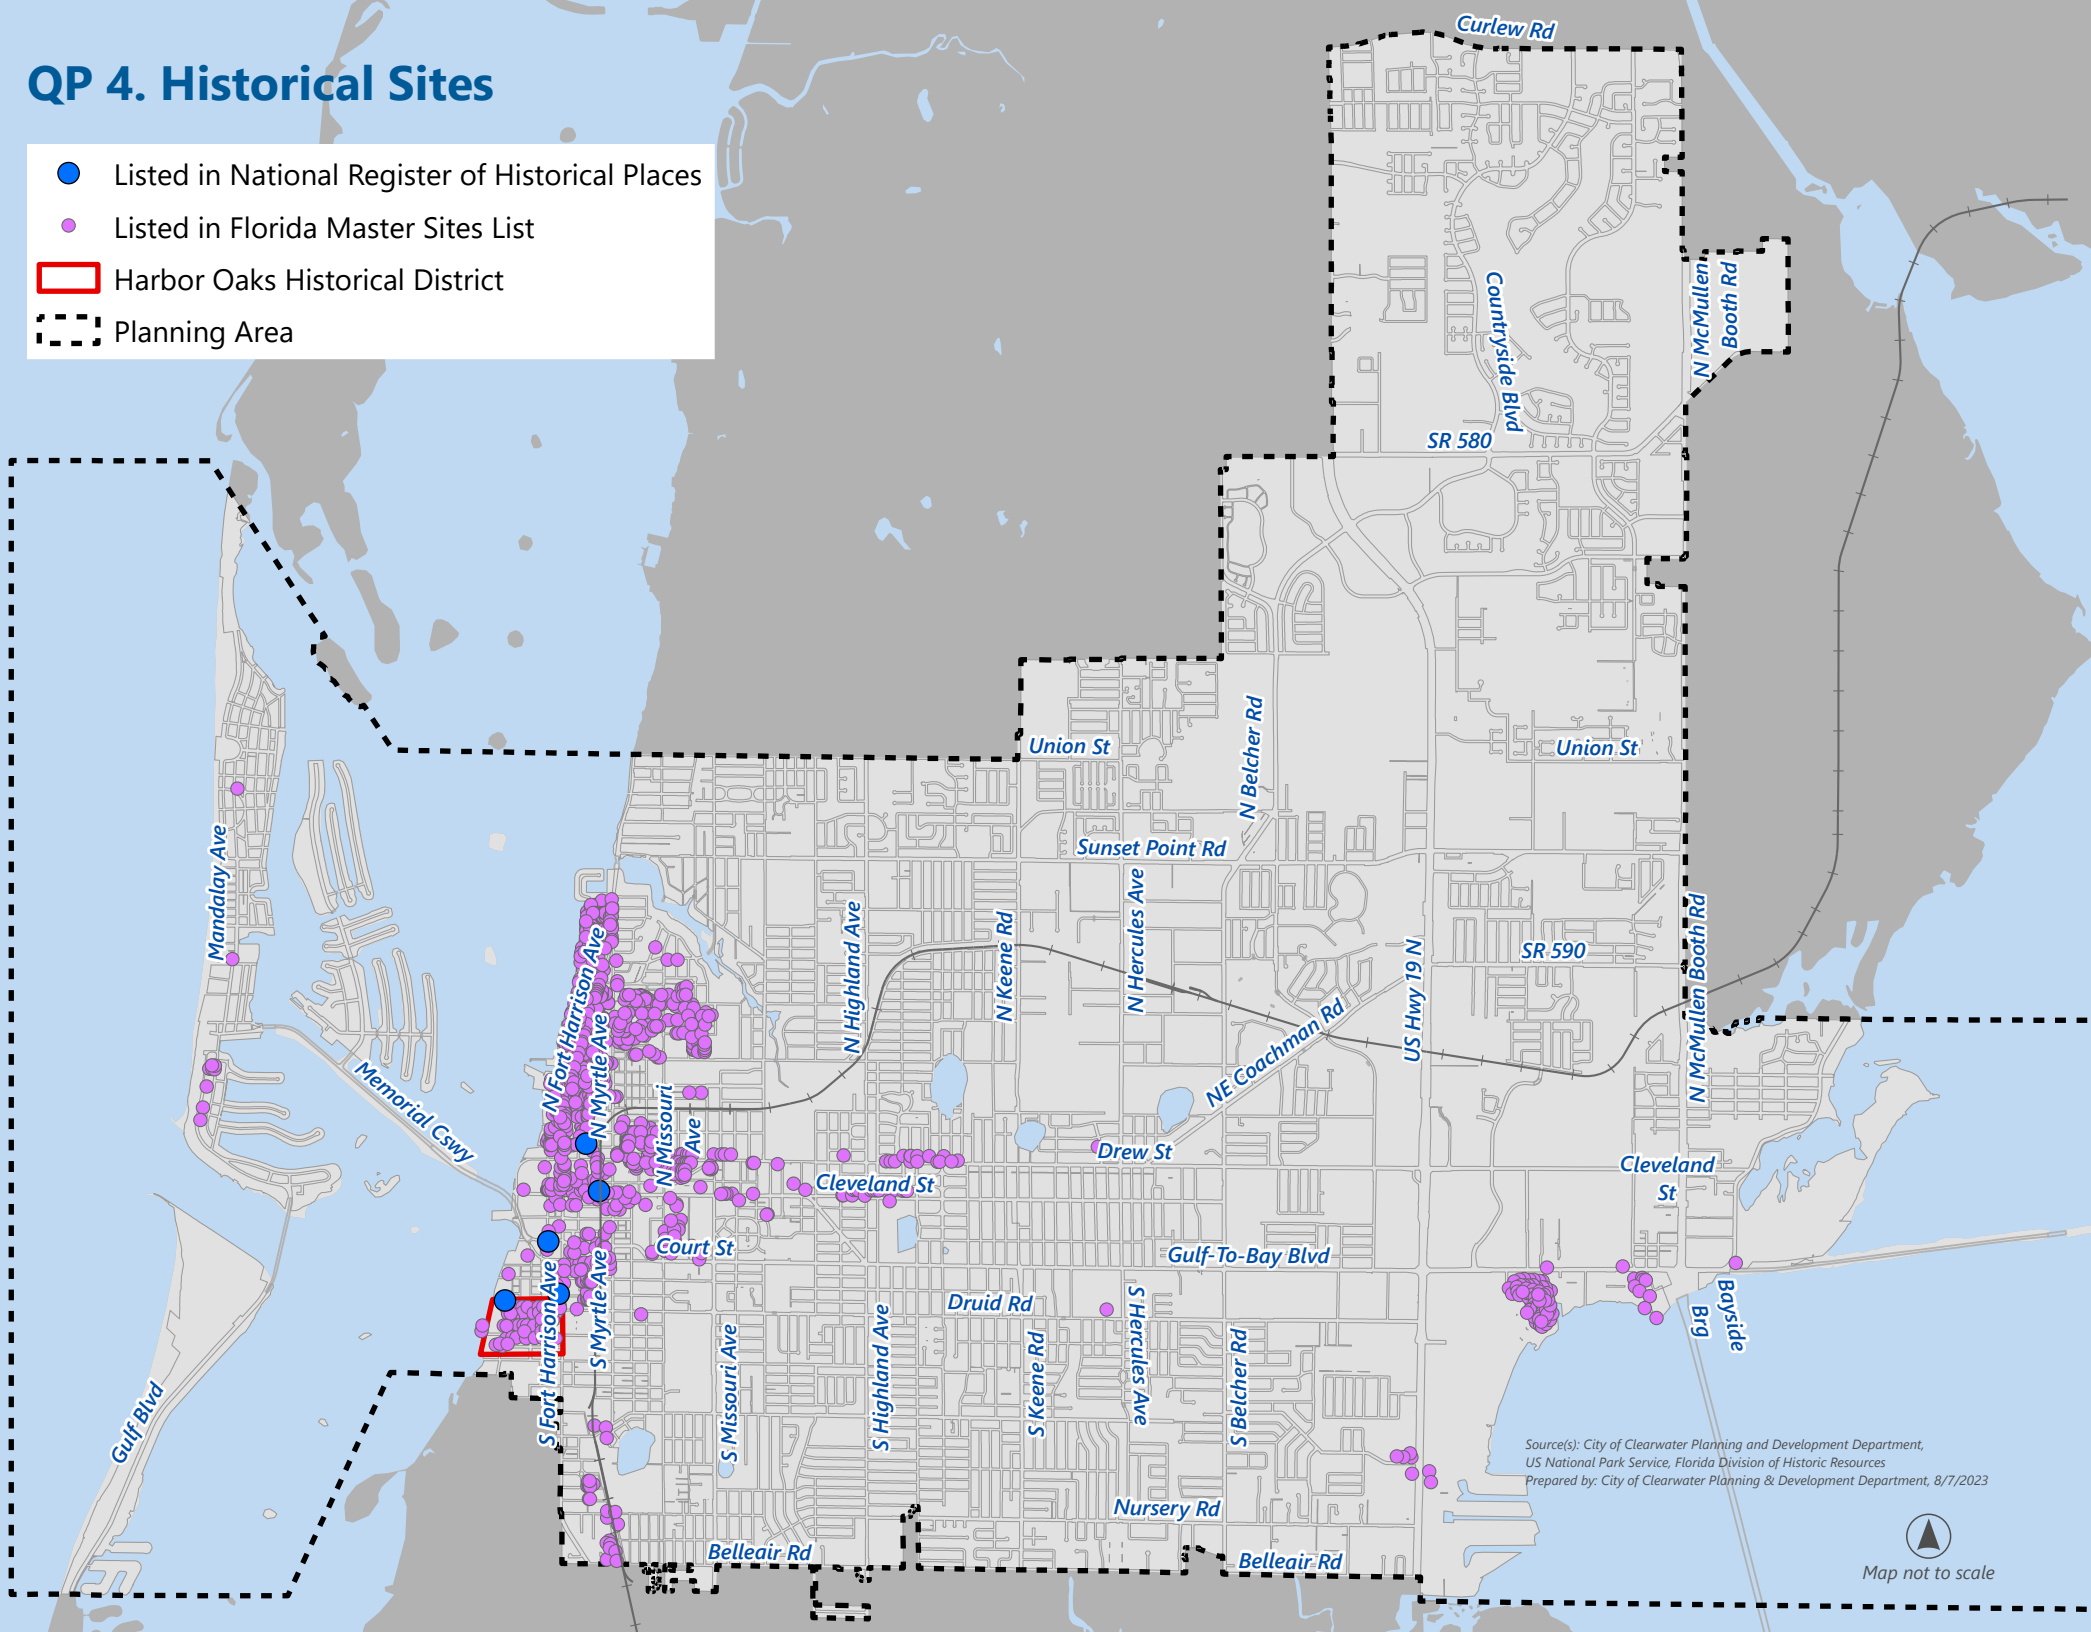 QP 4. Historical Sites
Listed in National Register of Historical Places
Listed in Florida Master Sites List
Harbor Oaks Historical District
Planning Area
Curlew Rd
N McMullen
Booth Rd
Countryside Blvd
SR 580
Union St
Union St
N Belcher Rd
Sunset Point Rd
Mandalay Ave
N Fort Harrison Ave
N Myrtle Ave
N Highland Ave
N Keene Rd
N Hercules Ave
US Hwy 19 N
SR 590
N McMullen Booth Rd
NE Coachman Rd
Memorial Cswy
N Missouri
Ave
Drew St
Cleveland St
Cleveland
St
Court St
Gulf-To-Bay Blvd
Druid Rd
S Fort Harrison Ave
S Myrtle Ave
S Missouri Ave
S Highland Ave
S Keene Rd
S Hercules Ave
S Belcher Rd
Bayside
Brg
Gulf Blvd
Nursery Rd
Belleair Rd
Belleair Rd
Source(s): City of Clearwater Planning and Development Department,
US National Park Service, Florida Division of Historic Resources
Prepared by: City of Clearwater Planning & Development Department, 8/7/2023
Map not to scale